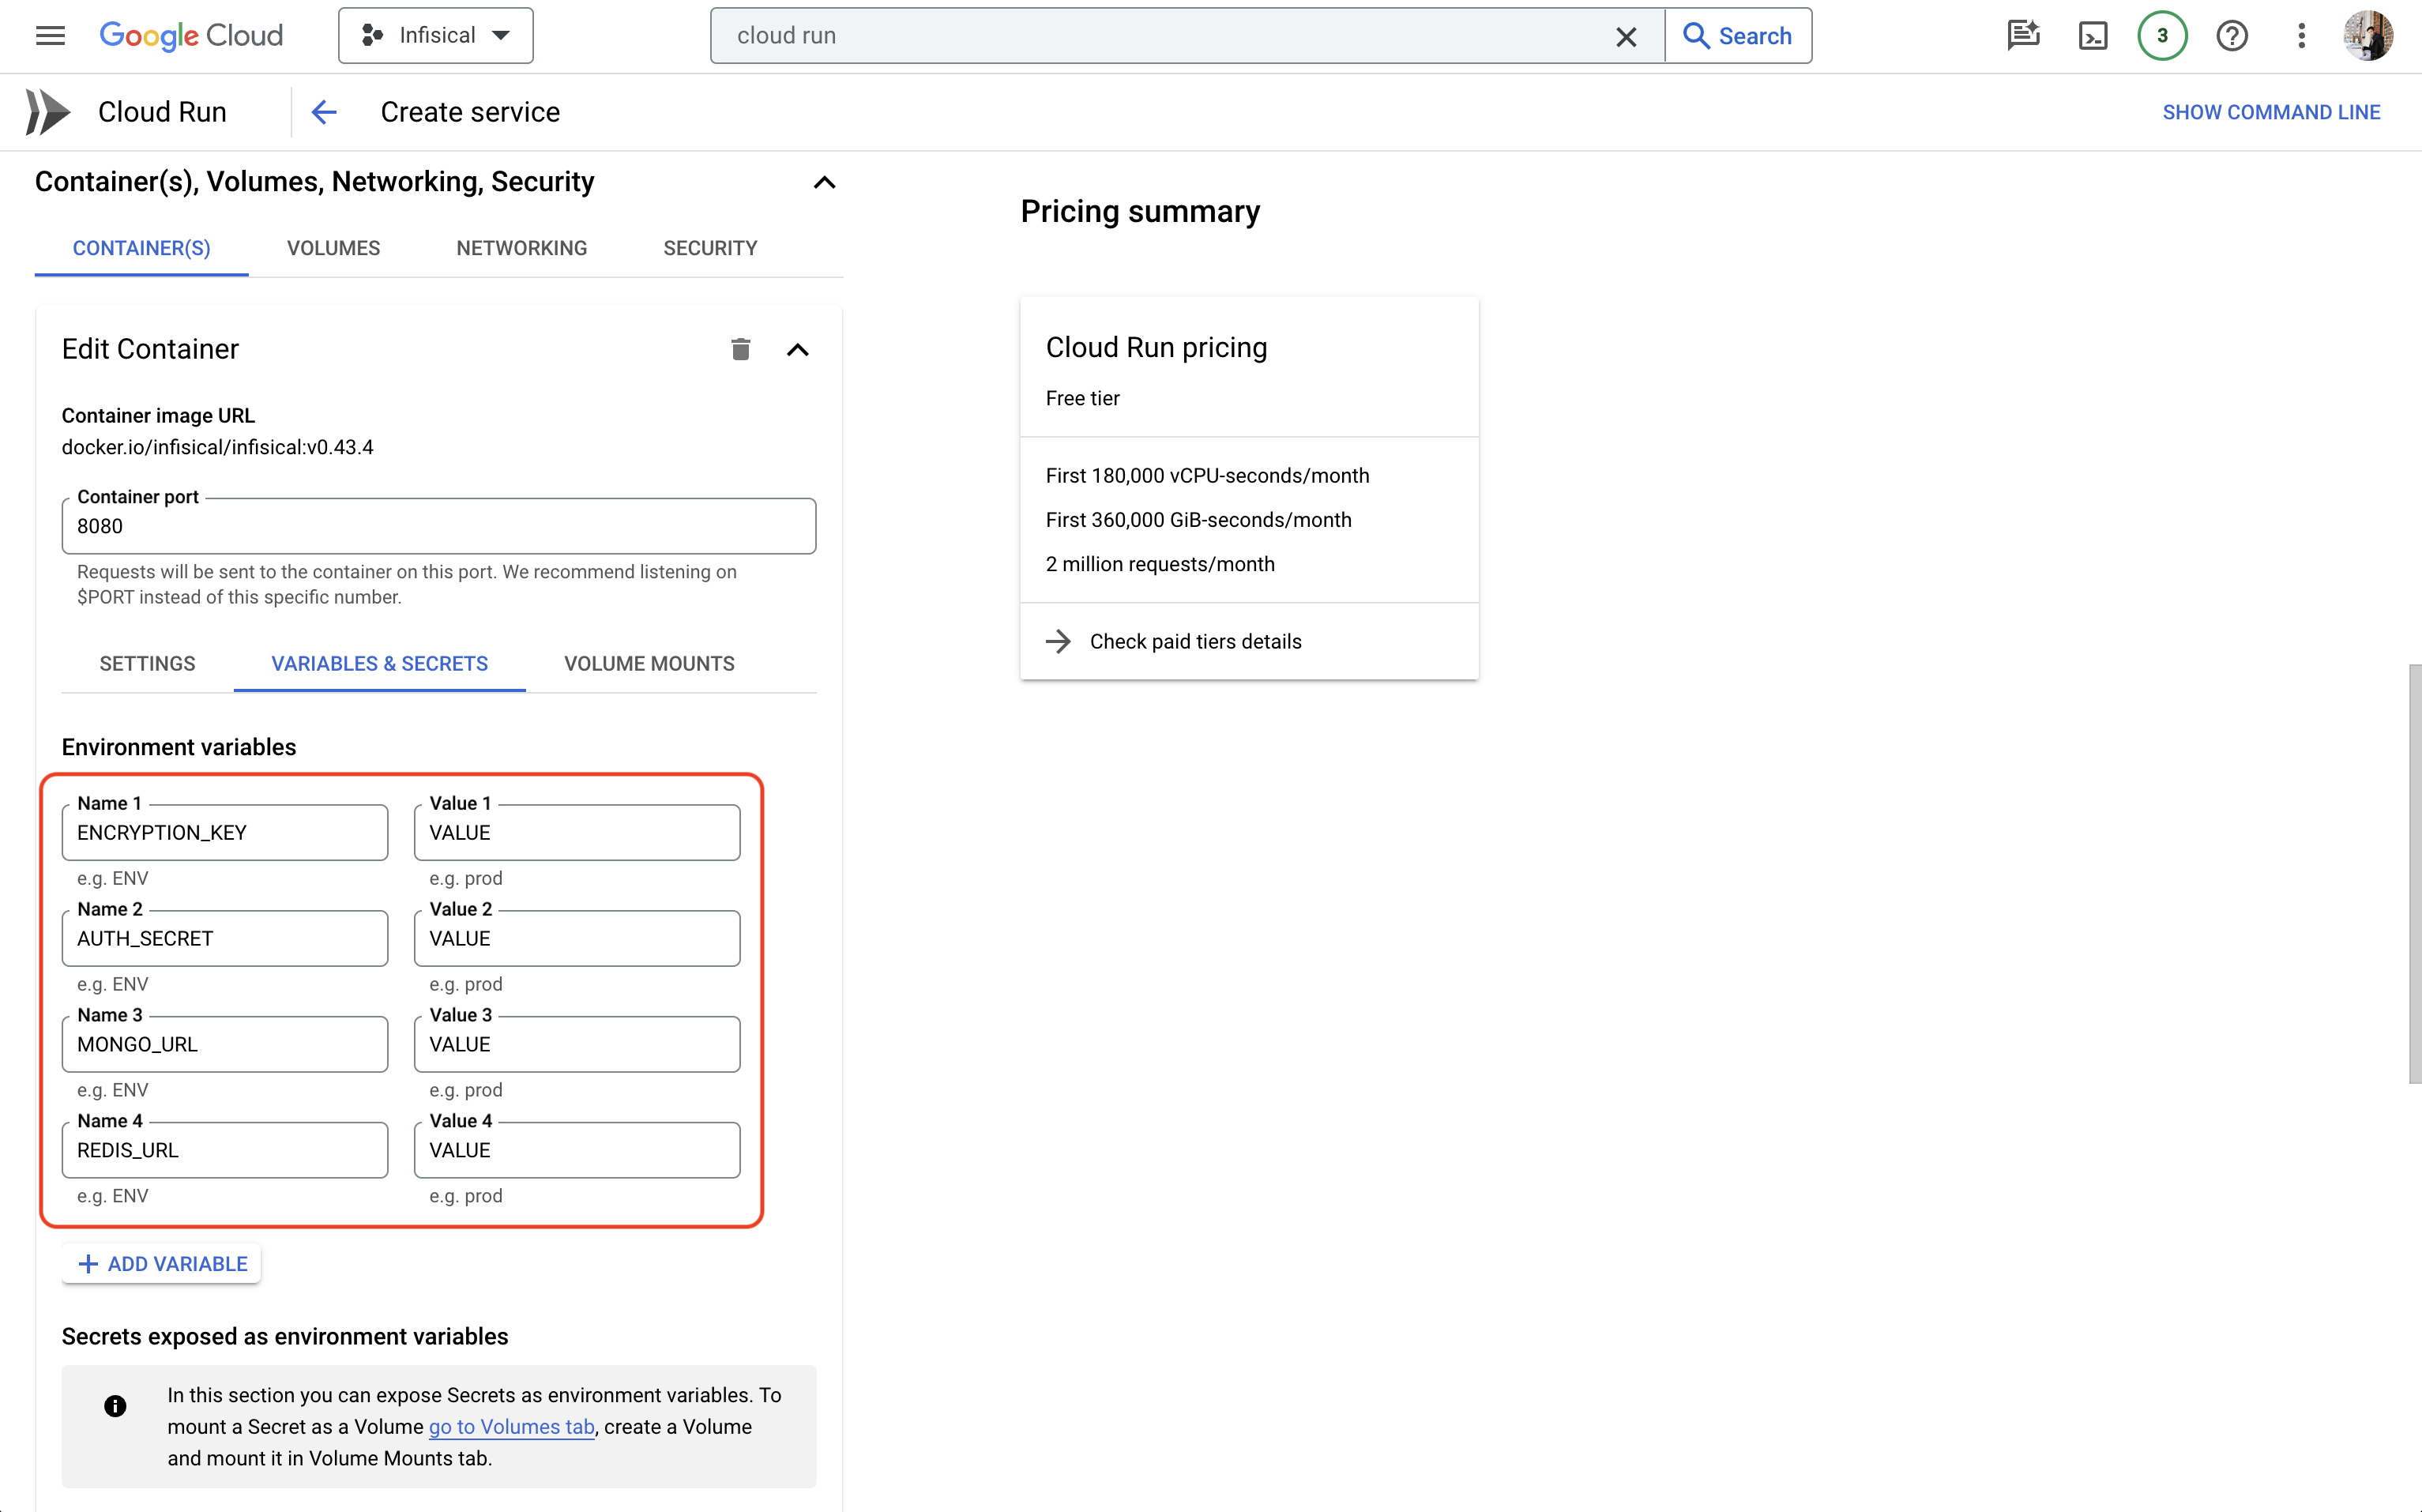 Google Cloud
Infisical
cloud run
Search
3
Cloud Run
Create service
SHOW COMMAND LINE
Container(s), Volumes, Networking, Security
CONTAINER(S)
VOLUMES
NETWORKING
SECURITY
Edit Container
Container image URL
docker.io/infisical/infisical:v0.43.4
Container port
8080
Requests will be sent to the container on this port. We recommend listening on
$PORT instead of this specific number.
SETTINGS
VARIABLES & SECRETS
VOLUME MOUNTS
Environment variables
Name 1
ENCRYPTION_KEY
e.g. ENV
Value 1
VALUE
e.g. prod
Name 2
AUTH_SECRET
e.g. ENV
Value 2
VALUE
e.g. prod
Name 3
MONGO_URL
e.g. ENV
Value 3
VALUE
e.g. prod
Name 4
REDIS_URL
e.g. ENV
Value 4
VALUE
e.g. prod
ADD VARIABLE
Secrets exposed as environment variables
In this section you can expose Secrets as environment variables. To
mount a Secret as a Volume go to Volumes tab, create a Volume
and mount it in Volume Mounts tab.
Pricing summary
Cloud Run pricing
Free tier
First 180,000 vCPU-seconds/month
First 360,000 GiB-seconds/month
2 million requests/month
Check paid tiers details